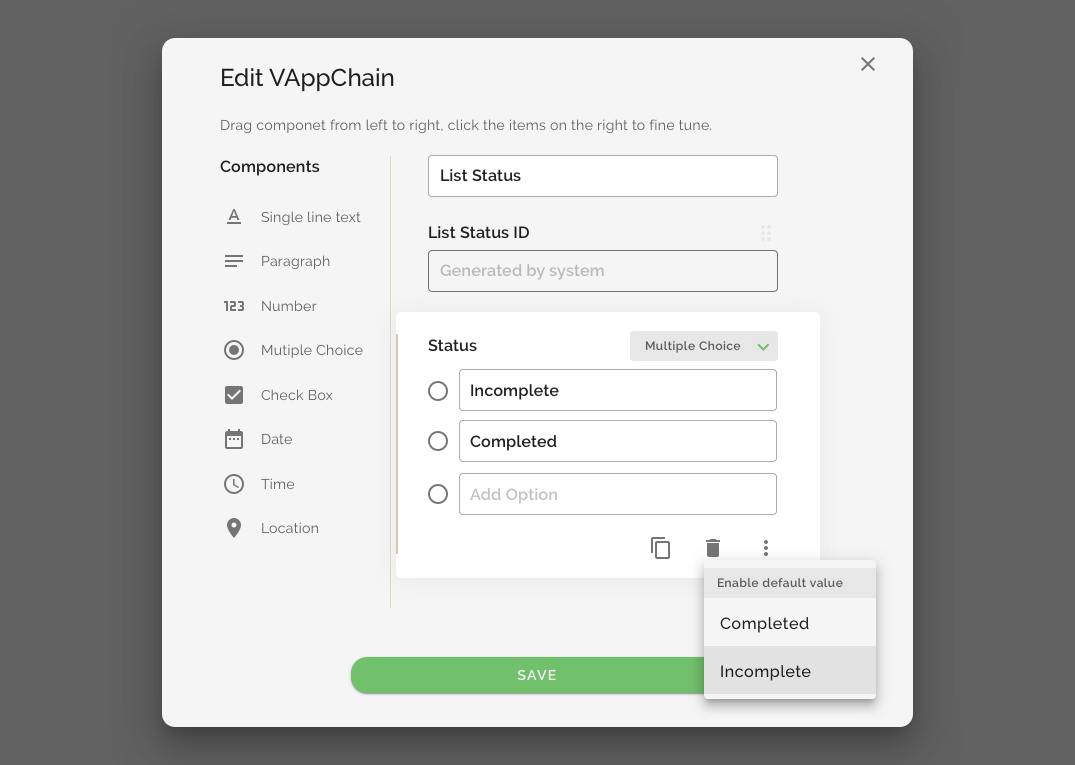 Edit VAppChain
Drag componet from left to right, click the items on the right to fine tune.
Components
Single line text
Paragraph
123 Number
Mutiple Choice
Check Box
Date
Time
Location
List Status
List Status ID
Generated by system
Status
Multiple Choice
Incomplete
Completed
Add Option
Enable default value
Completed
Incomplete
SAVE